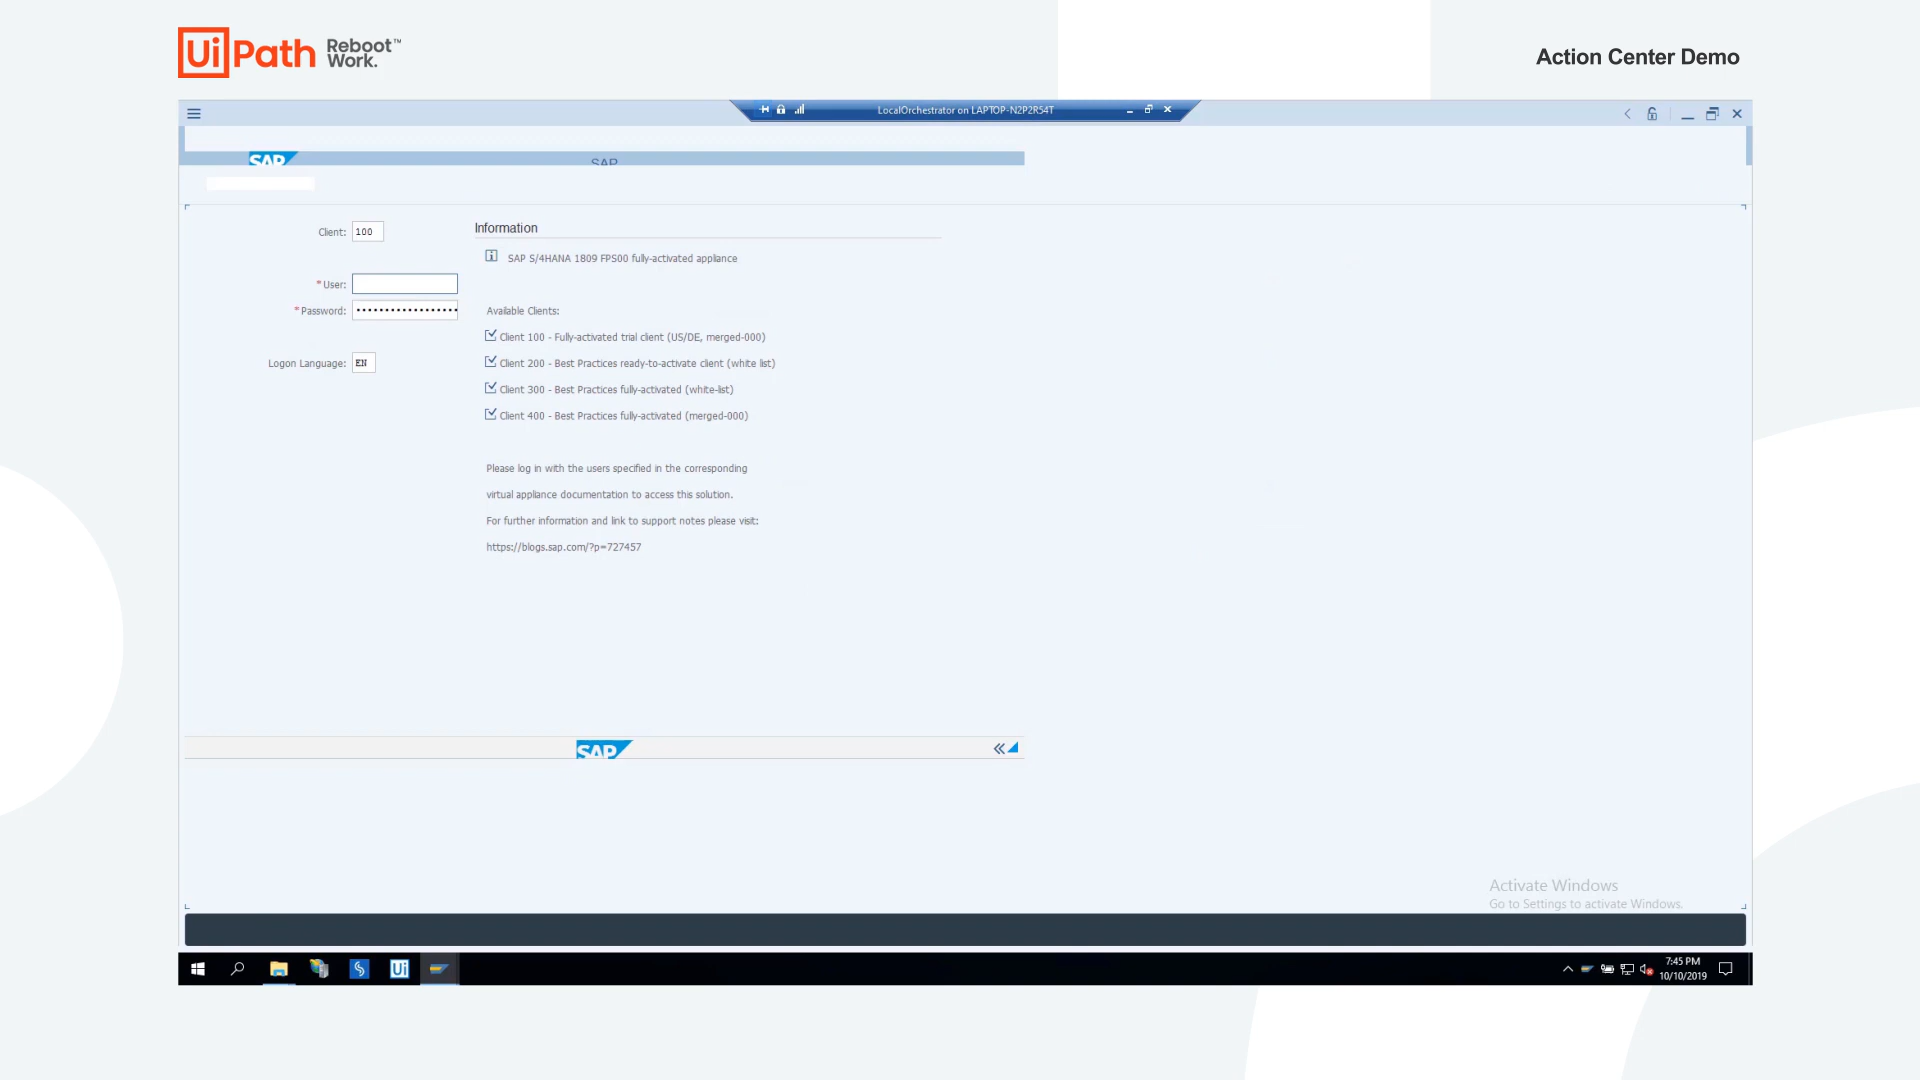 UiPath Reboot Work.™
Action Center Demo
LocalOrchestrator on LAPTOP-N2P2R54T
SAP SAP
Client: 100
Information
SAP S/4HANA 1809 FPS00 fully-activated appliance
* User:
* Password: ••••••••••••••••••
Available Clients:
Client 100 - Fully-activated trial client (US/DE, merged-000)
Logon Language: EN
Client 200 - Best Practices ready-to-activate client (white list)
Client 300 - Best Practices fully-activated (white-list)
Client 400 - Best Practices fully-activated (merged-000)
Please log in with the users specified in the corresponding
virtual appliance documentation to access this solution.
For further information and link to support notes please visit:
https://blogs.sap.com/?p=727457
SAP
Activate Windows
Go to Settings to activate Windows.
Ui
7:45 PM
10/10/2019